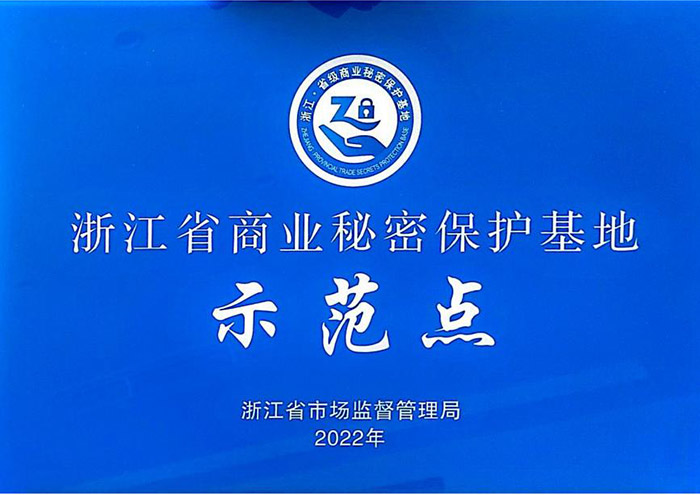 浙江·省级商业秘密保护基地
ZHEJIANG PROVINCIAL TRADE SECRETS PROTECTION BASE
浙江省商业秘密保护基地
示范点
浙江省市场监督管理局
2022年